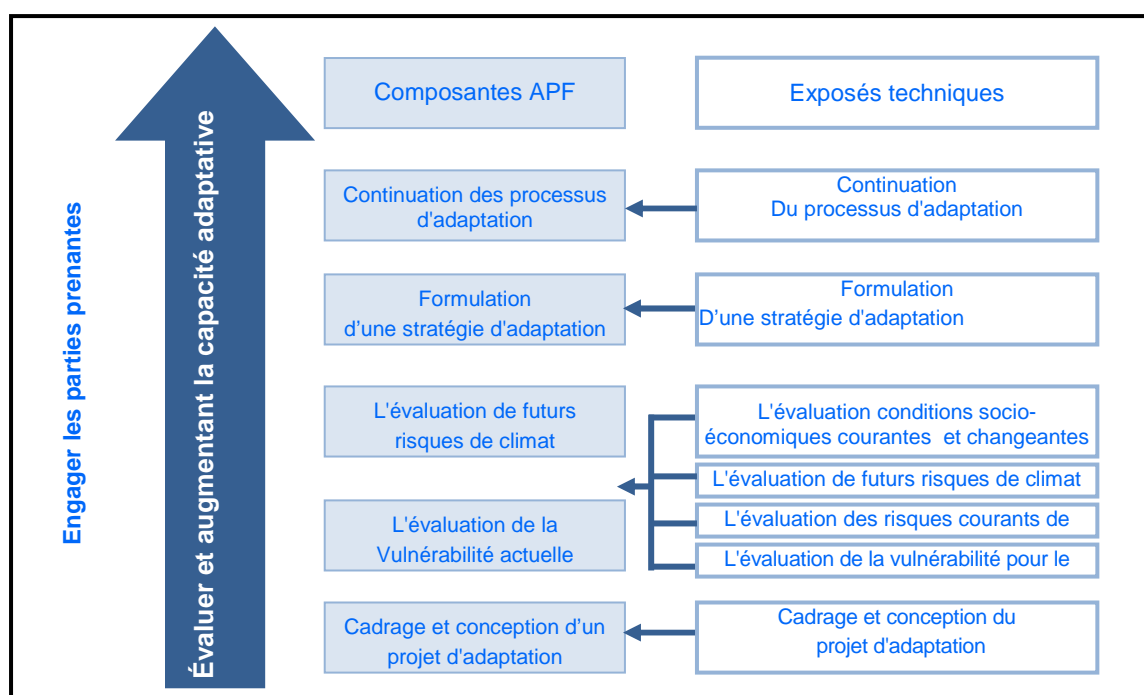 Engager les parties prenantes
Évaluer et augmentant la capacité adaptative
Composantes APF
Exposés techniques
Continuation des processus
d'adaptation
Continuation
Du processus d'adaptation
Formulation
d’une stratégie d'adaptation
Formulation
D’une stratégie d'adaptation
L'évaluation de futurs
risques de climat
L'évaluation conditions socio-
économiques courantes et changeantes
L'évaluation de futurs risques de climat
L'évaluation de la
Vulnérabilité actuelle
L'évaluation des risques courants de
L'évaluation de la vulnérabilité pour le
Cadrage et conception d’un
projet d'adaptation
Cadrage et conception du
projet d'adaptation